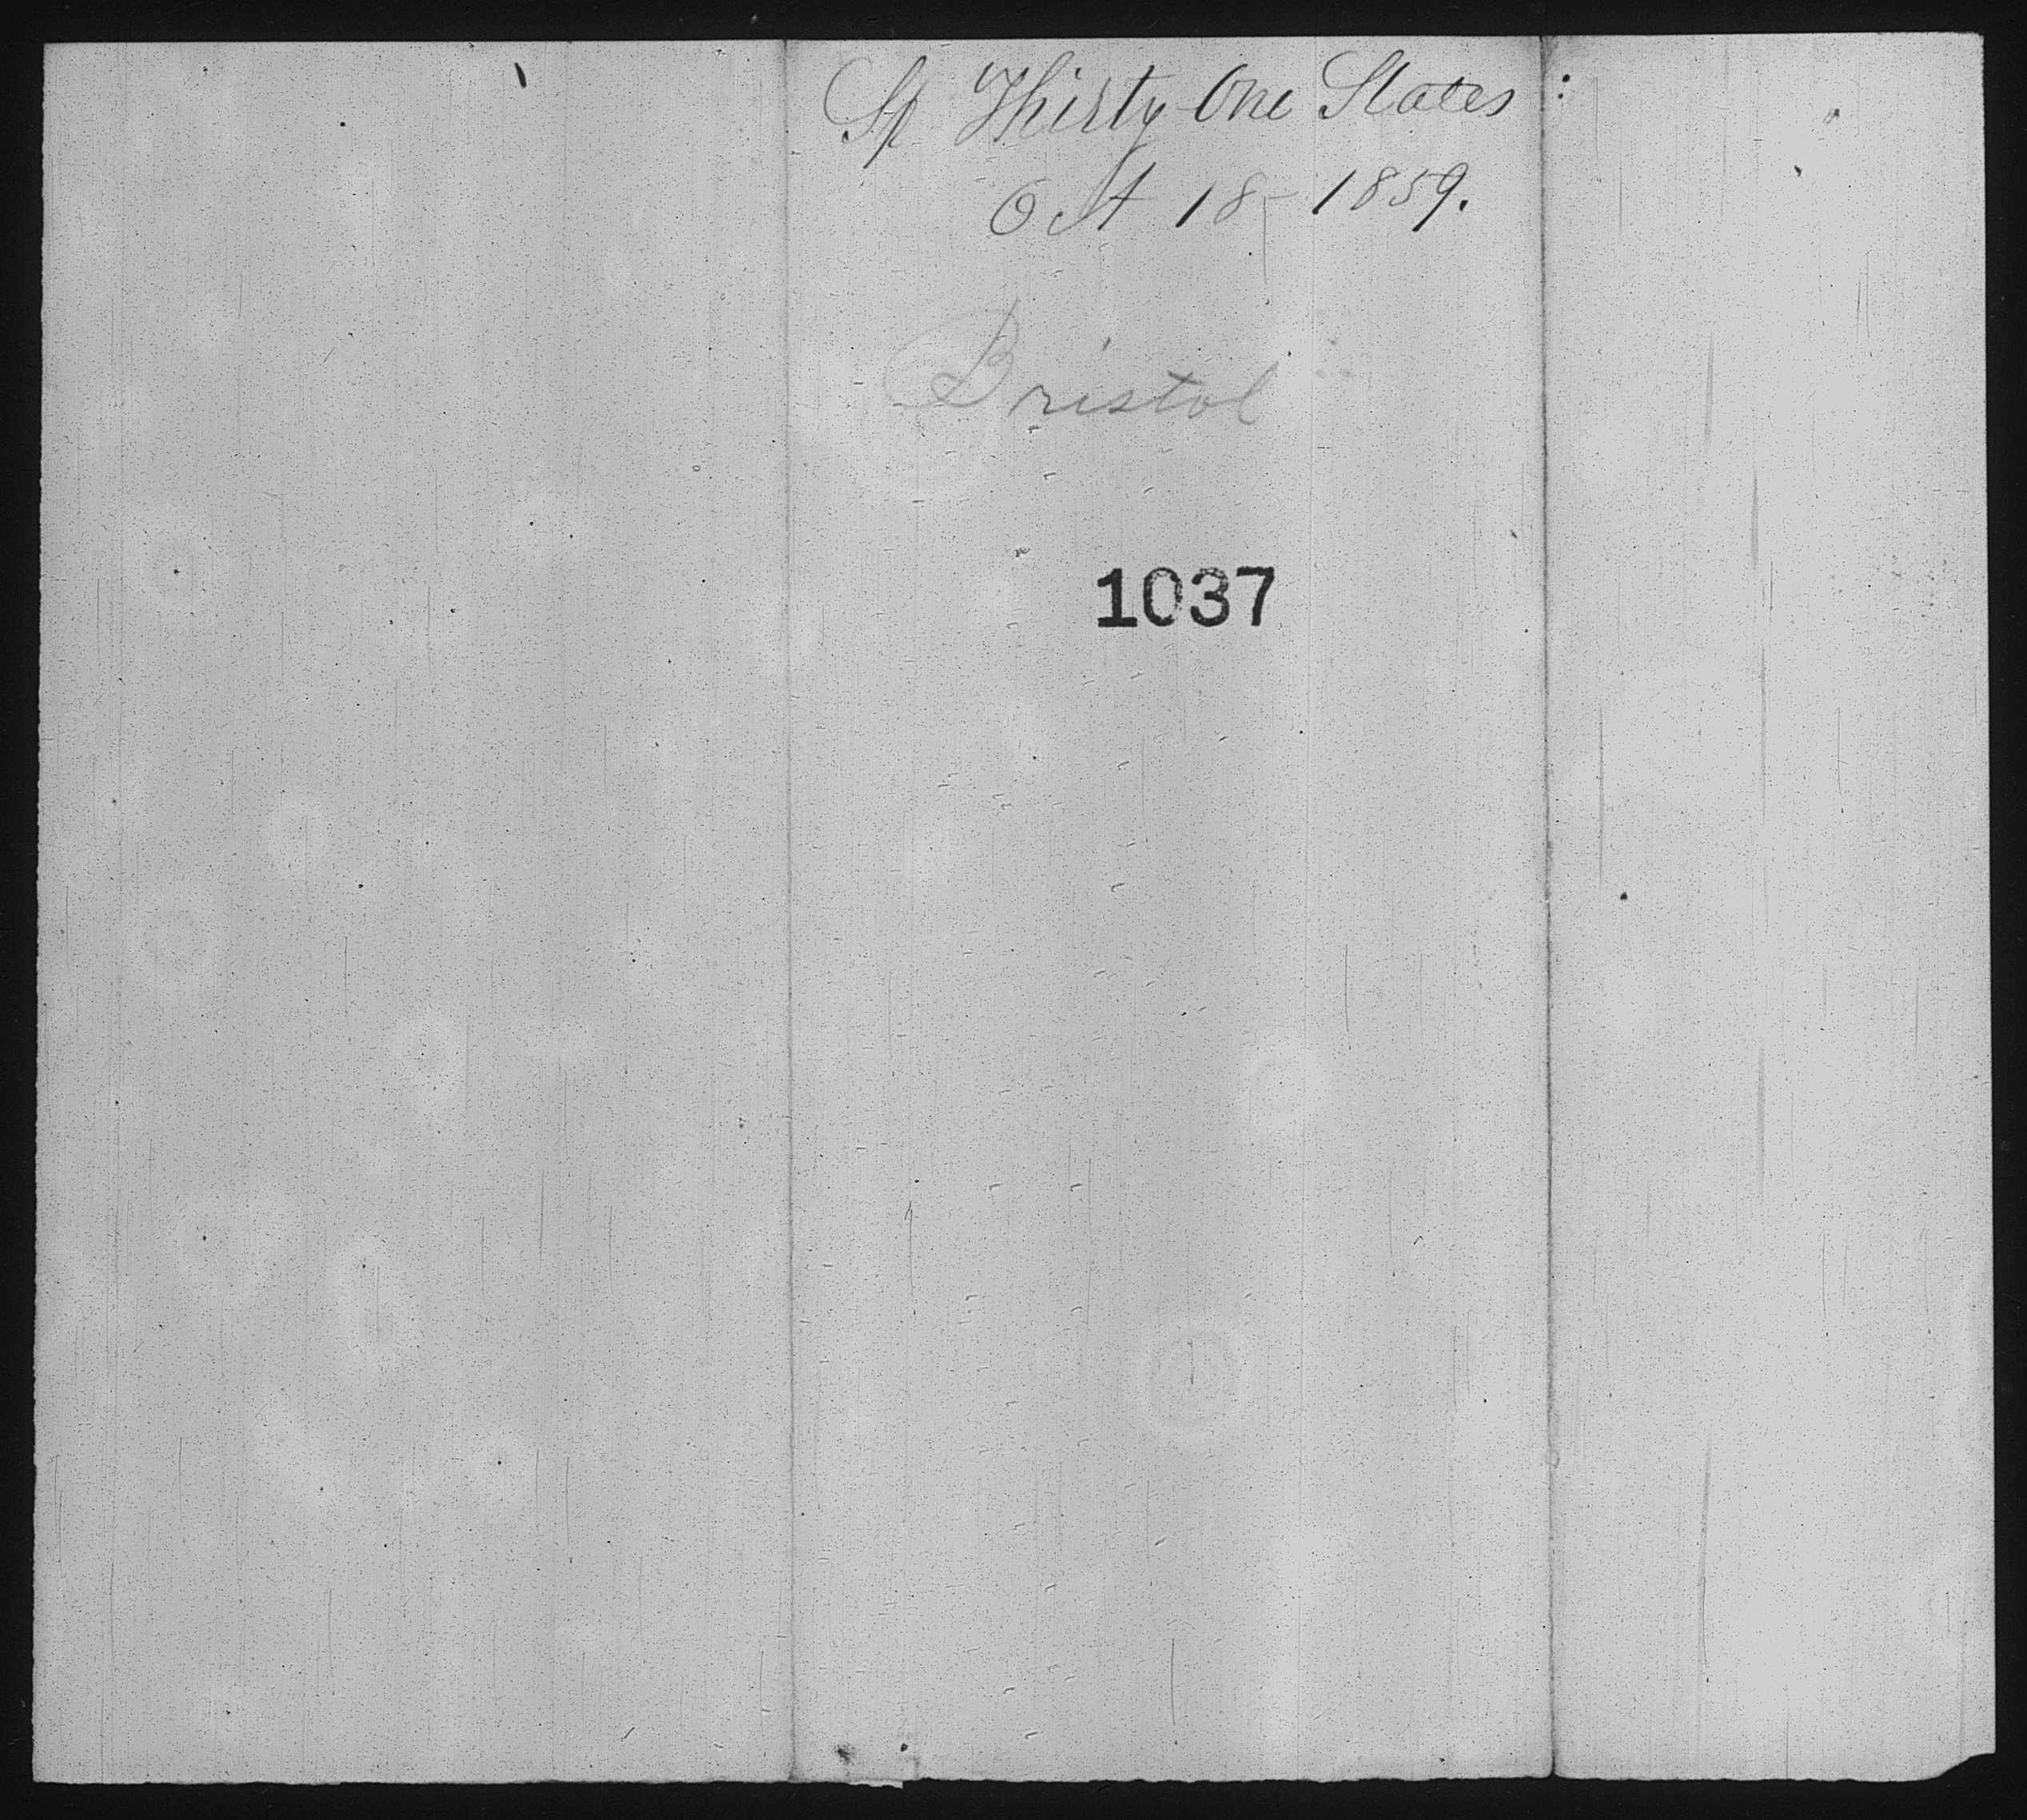 Sp Thirty-One States
Oct 18-1859.
Bristol
1037